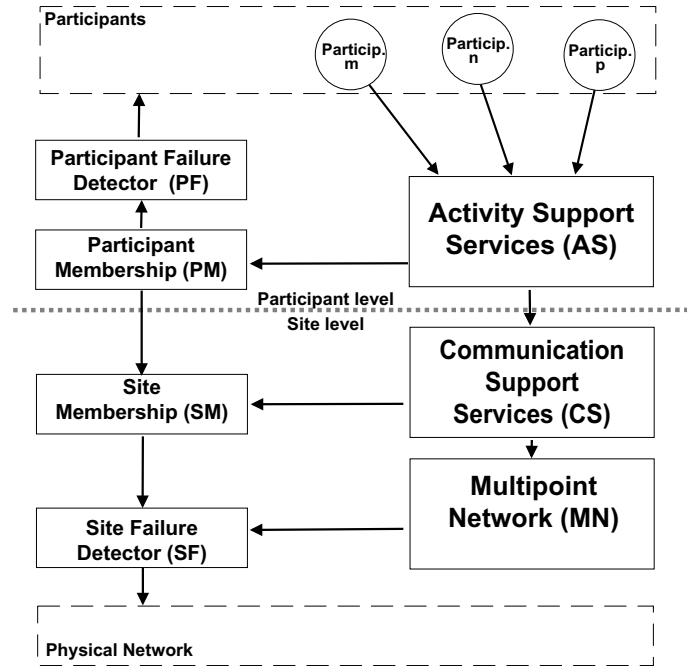 Participants
Particip.
m
Particip.
n
Particip.
p
Participant Failure
Detector (PF)
Activity Support
Services (AS)
Participant
Membership (PM)
Participant level
Site level
Communication
Support
Services (CS)
Site
Membership (SM)
Multipoint
Network (MN)
Site Failure
Detector (SF)
Physical Network